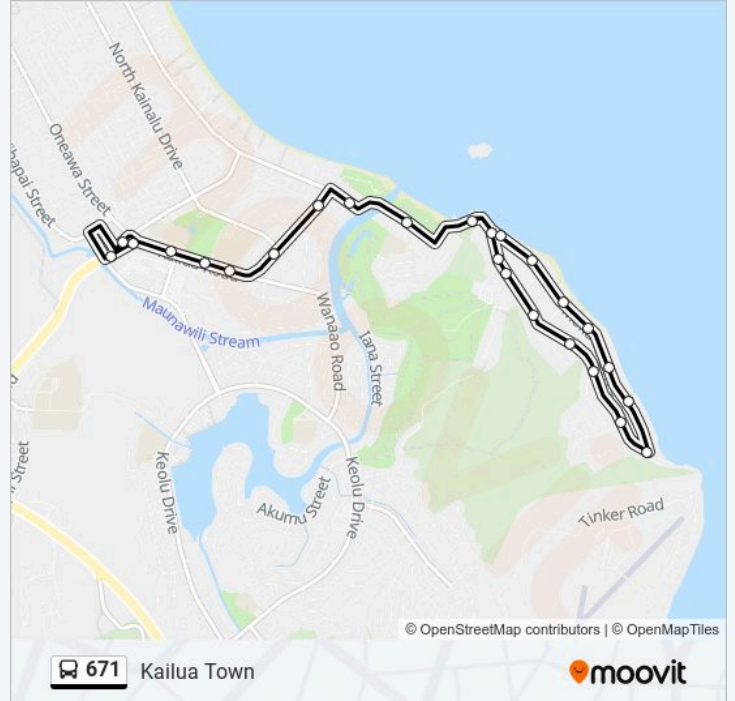 North Kainalu Drive
Oneawa Street
Street
Maunawili Stream
Wanaao Road
Iana Street
Keolu Drive
Keolu Drive
Akumu Street
Tinker Road
Street
© OpenStreetMap contributors | © OpenMapTiles
671 Kailua Town
moovit